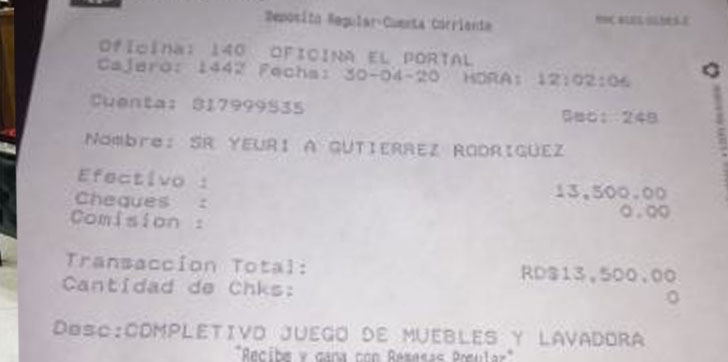 Deposito Regular-Cuenta Corriente
Oficina: 140 OFICINA EL PORTAL
Cajero: 1442 Fecha: 30-04-20 HORA: 12:02:06
Cuenta: 817999535
Sec: 248
Nombre: SR YEURI A GUTIERREZ RODRIGUEZ
Efectivo : 13,500.00
Cheques : 0.00
Comision :
Transaccion Total: RD$13,500.00
Cantidad de Chks: 0
Desc:COMPLETIVO JUEGO DE MUEBLES Y LAVADORA
"Recibe y gana con Remesas Popular"